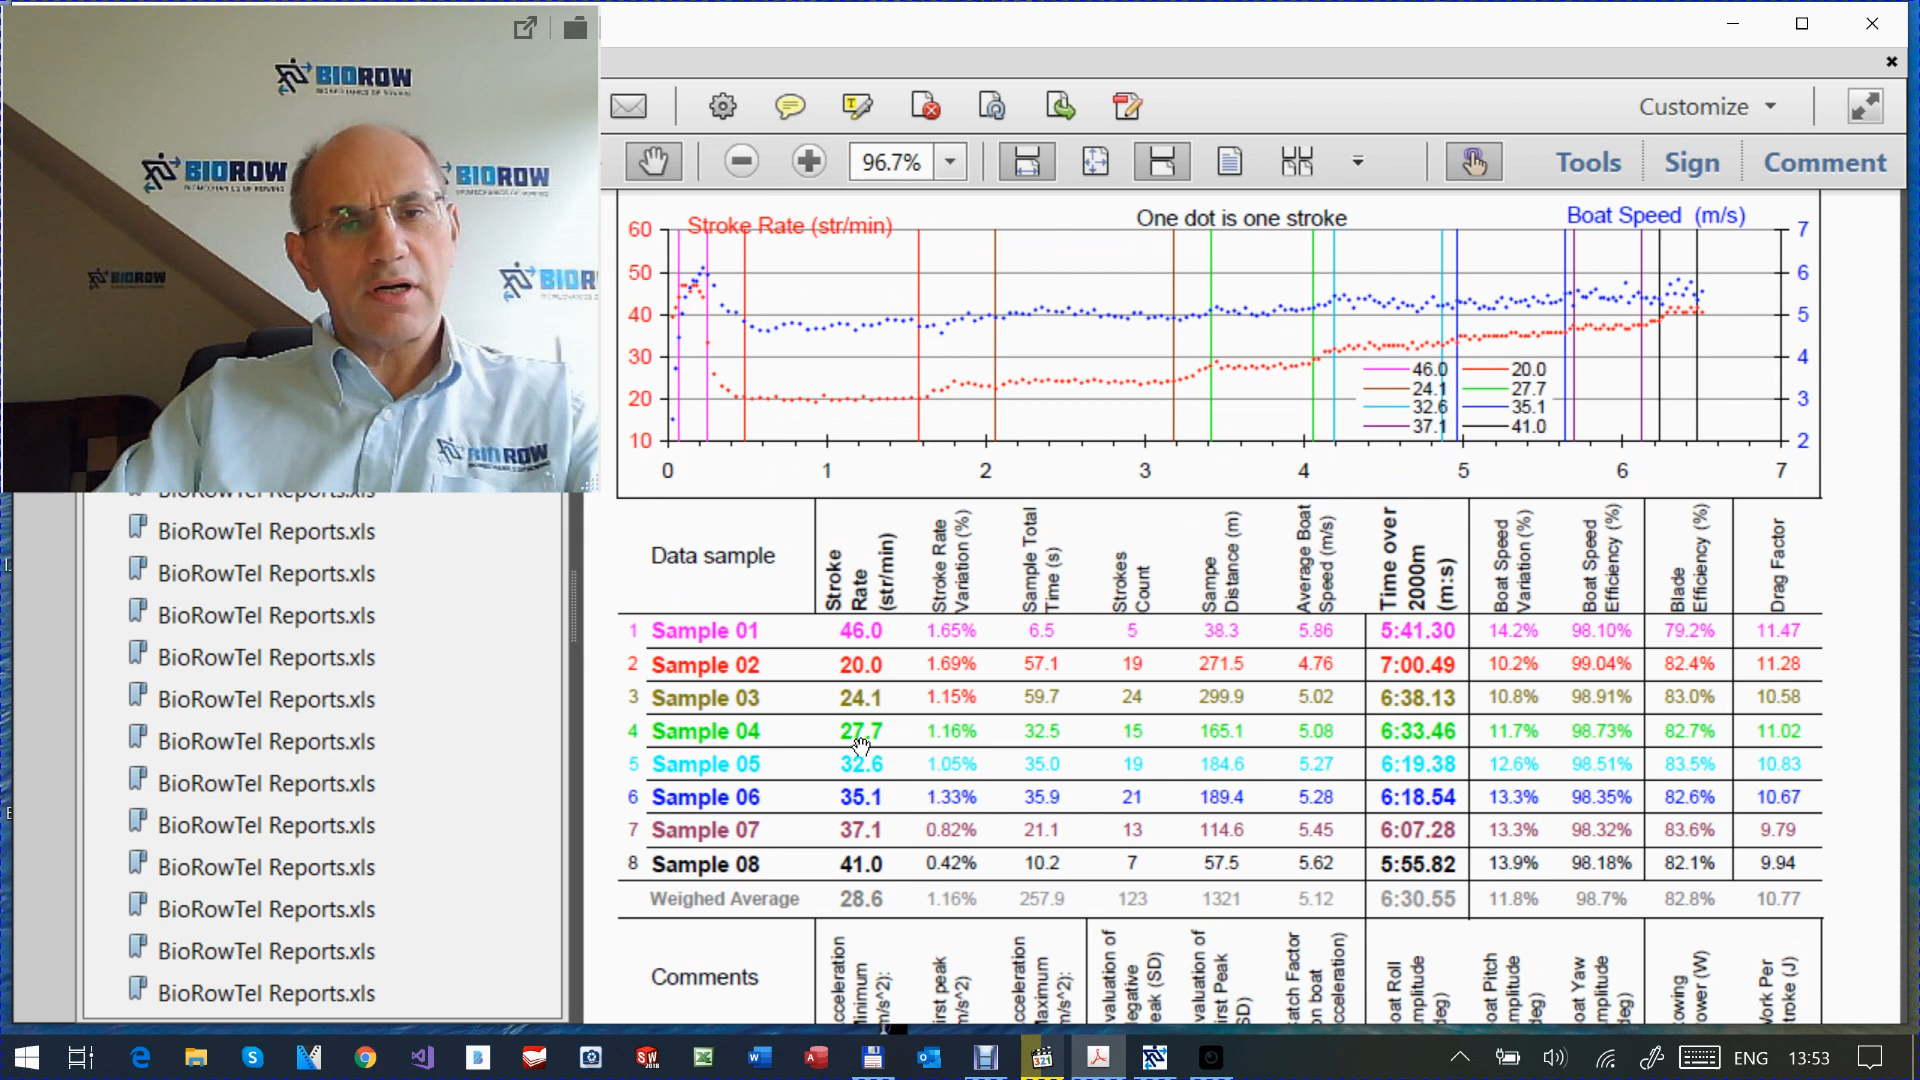 BIOROW
BIOROW
BIOROW
BIOROW
Customize
96.7%
Tools
Sign
Comment
Stroke Rate (str/min)
One dot is one stroke
Boat Speed (m/s)
60
50
40
30
20
10
7
6
5
4
3
2
46.0 20.0
24.1 27.7
32.6 35.1
37.1 41.0
0 1 2 3 4 5 6 7
BIOROW
BioRowTel Reports.xls
BioRowTel Reports.xls
BioRowTel Reports.xls
BioRowTel Reports.xls
BioRowTel Reports.xls
BioRowTel Reports.xls
BioRowTel Reports.xls
BioRowTel Reports.xls
BioRowTel Reports.xls
BioRowTel Reports.xls
BioRowTel Reports.xls
BioRowTel Reports.xls
BioRowTel Reports.xls
Data sample
Stroke Rate (str/min)
Stroke Rate Variation (%)
Sample Total Time (s)
Strokes Count
Sampe Distance (m)
Average Boat Speed (m/s)
Time over 2000m (m:s)
Boat Speed Variation (%)
Boat Speed Efficiency (%)
Blade Efficiency (%)
Drag Factor
1 Sample 01 46.0 1.65% 6.5 5 38.3 5.86 5:41.30 14.2% 98.10% 79.2% 11.47
2 Sample 02 20.0 1.69% 57.1 19 271.5 4.76 7:00.49 10.2% 99.04% 82.4% 11.28
3 Sample 03 24.1 1.15% 59.7 24 299.9 5.02 6:38.13 10.8% 98.91% 83.0% 10.58
4 Sample 04 27.7 1.16% 32.5 15 165.1 5.08 6:33.46 11.7% 98.73% 82.7% 11.02
5 Sample 05 32.6 1.05% 35.0 19 184.6 5.27 6:19.38 12.6% 98.51% 83.5% 10.83
6 Sample 06 35.1 1.33% 35.9 21 189.4 5.28 6:18.54 13.3% 98.35% 82.6% 10.67
7 Sample 07 37.1 0.82% 21.1 13 114.6 5.45 6:07.28 13.3% 98.32% 83.6% 9.79
8 Sample 08 41.0 0.42% 10.2 7 57.5 5.62 5:55.82 13.9% 98.18% 82.1% 9.94
Weighed Average 28.6 1.16% 257.9 123 1321 5.12 6:30.55 11.8% 98.7% 82.8% 10.77
Comments
ENG
13:53